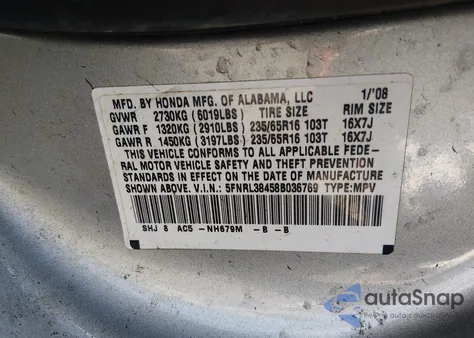 MFD. BY HONDA MFG. OF ALABAMA, LLC 1/'08
GVWR 2730KG (6019LBS) TIRE SIZE RIM SIZE
GAWR F 1320KG (2910LBS) 235/65R16 103T 16X7J
GAWR R 1450KG (3197LBS) 235/65R16 103T 16X7J
THIS VEHICLE CONFORMS TO ALL APPLICABLE FEDE-
RAL MOTOR VEHICLE SAFETY AND THEFT PREVENTION
STANDARDS IN EFFECT ON THE DATE OF MANUFACTURE
SHOWN ABOVE. V.I.N: 5FNRL38458B036769 TYPE:MPV
SHJ 8 AC5 -NH679M -B -B
autoSnap